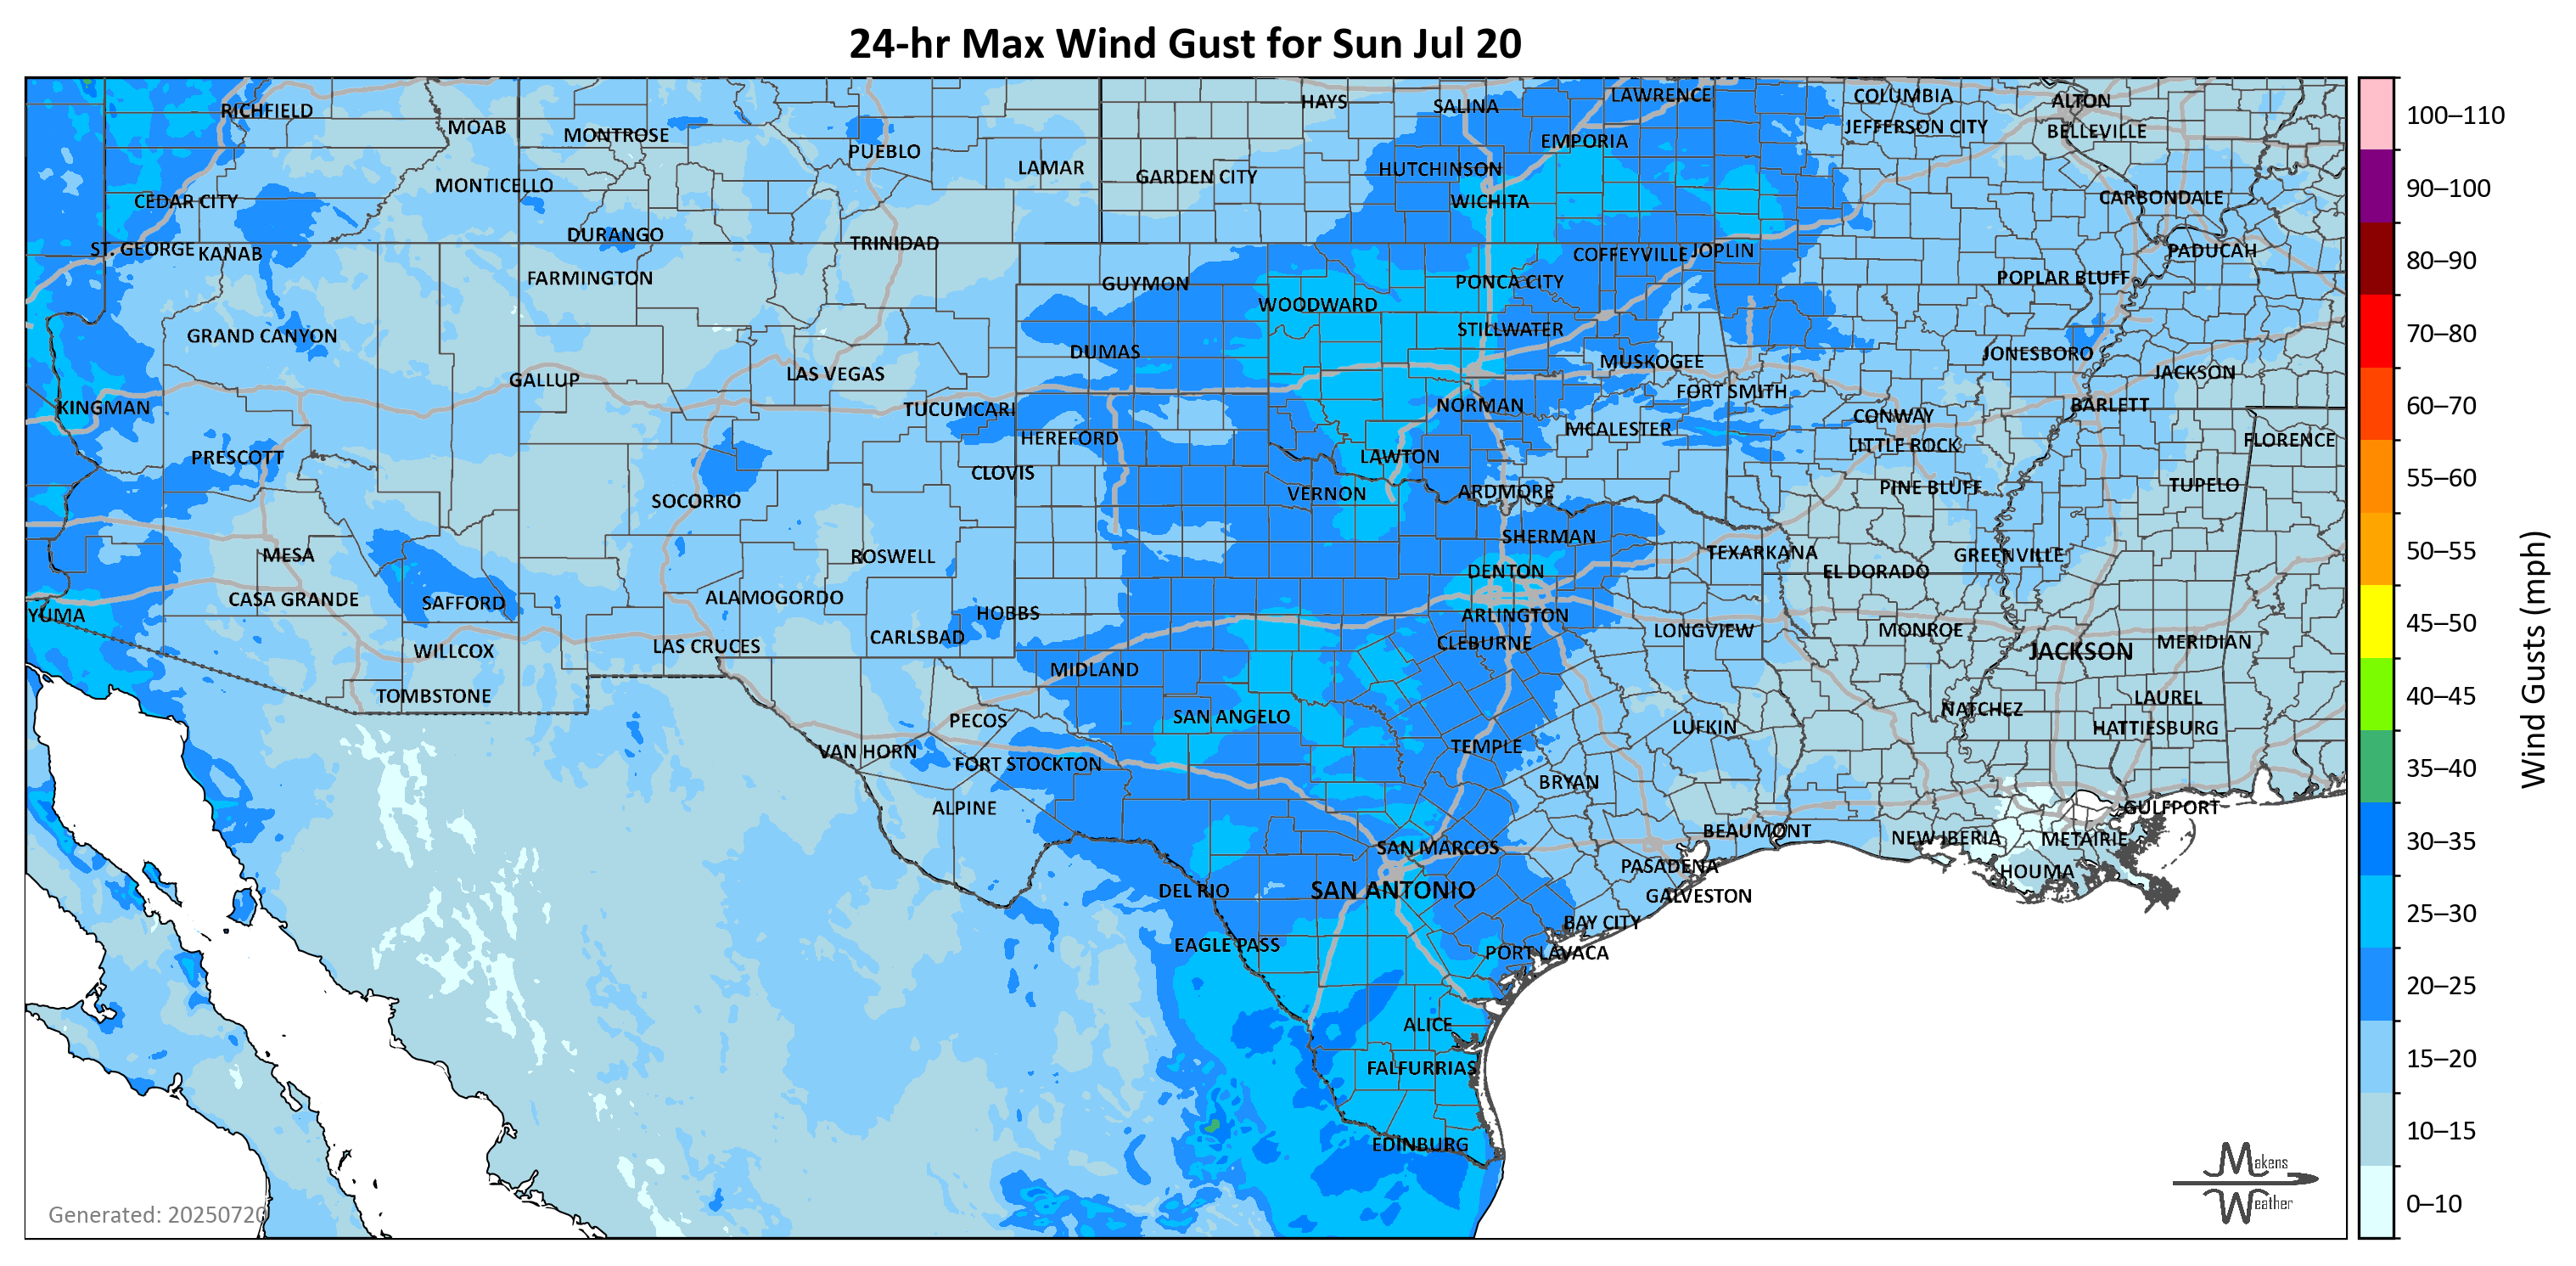 24-hr Max Wind Gust for Sun Jul 20
RICHFIELD
MOAB
MONTROSE
PUEBLO
LAMAR
HAYS
SALINA
LAWRENCE
COLUMBIA
ALTON
GARDEN CITY
HUTCHINSON
EMPORIA
JEFFERSON CITY
BELLEVILLE
CEDAR CITY
MONTICELLO
WICHITA
CARBONDALE
ST. GEORGE
KANAB
DURANGO
TRINIDAD
COFFEYVILLE
JOPLIN
PADUCAH
FARMINGTON
GUYMON
WOODWARD
PONCA CITY
POPLAR BLUFF
GRAND CANYON
DUMAS
STILLWATER
MUSKOGEE
JONESBORO
GALLUP
LAS VEGAS
FORT SMITH
JACKSON
KINGMAN
TUCUMCARI
NORMAN
CONWAY
BARLETT
PRESCOTT
HEREFORD
MCALESTER
LITTLE ROCK
FLORENCE
CLOVIS
LAWTON
SOCORRO
VERNON
ARDMORE
PINE BLUFF
TUPELO
MESA
ROSWELL
SHERMAN
TEXARKANA
GREENVILLE
CASA GRANDE
SAFFORD
ALAMOGORDO
DENTON
EL DORADO
YUMA
HOBBS
ARLINGTON
WILLCOX
LAS CRUCES
CARLSBAD
CLEBURNE
LONGVIEW
MONROE
JACKSON
MERIDIAN
TOMBSTONE
MIDLAND
PECOS
SAN ANGELO
LUFKIN
NATCHEZ
LAUREL
VAN HORN
FORT STOCKTON
TEMPLE
HATTIESBURG
ALPINE
BRYAN
GULFPORT
SAN MARCOS
BEAUMONT
NEW IBERIA
METAIRIE
DEL RIO
SAN ANTONIO
PASADENA
HOUMA
GALVESTON
EAGLE PASS
BAY CITY
PORT LAVACA
ALICE
FALFURRIAS
EDINBURG
Generated: 20250720
Makens
Weather
100–110
90–100
80–90
70–80
60–70
55–60
50–55
45–50
40–45
35–40
30–35
25–30
20–25
15–20
10–15
0–10
Wind Gusts (mph)